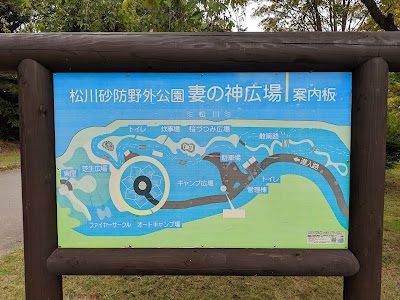 松川砂防野外公園 妻の神広場 案内板
松川
トイレ
炊事場
桜づつみ広場
散策路
芝生広場
駐車場
進入路
キャンプ広場
トイレ
管理棟
ファイヤーサークル
オートキャンプ場